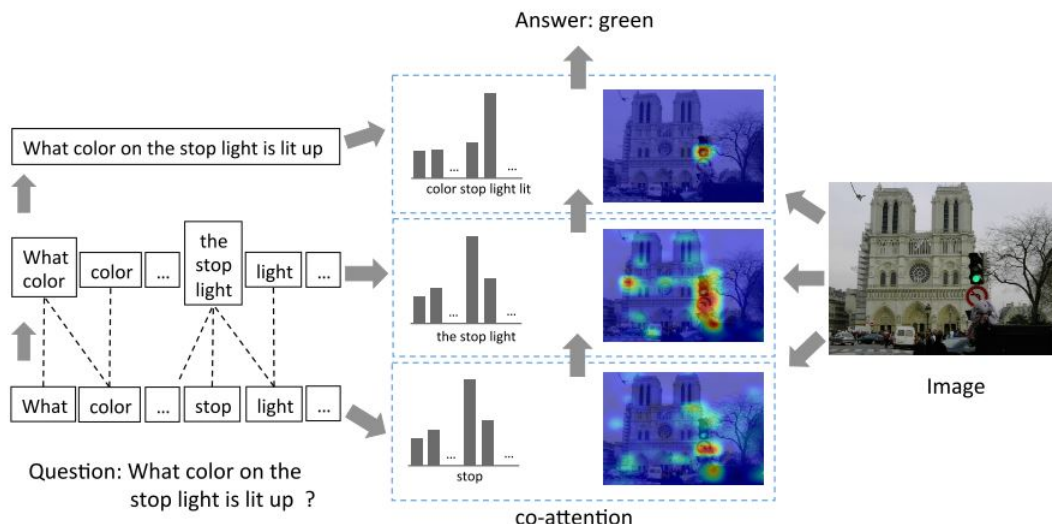 Answer: green
What color on the stop light is lit up
...
...
color stop light lit
What
color
color
...
the
stop
light
light
...
...
...
the stop light
What
color
...
stop
light
...
...
...
stop
Image
Question: What color on the
stop light is lit up ?
co-attention